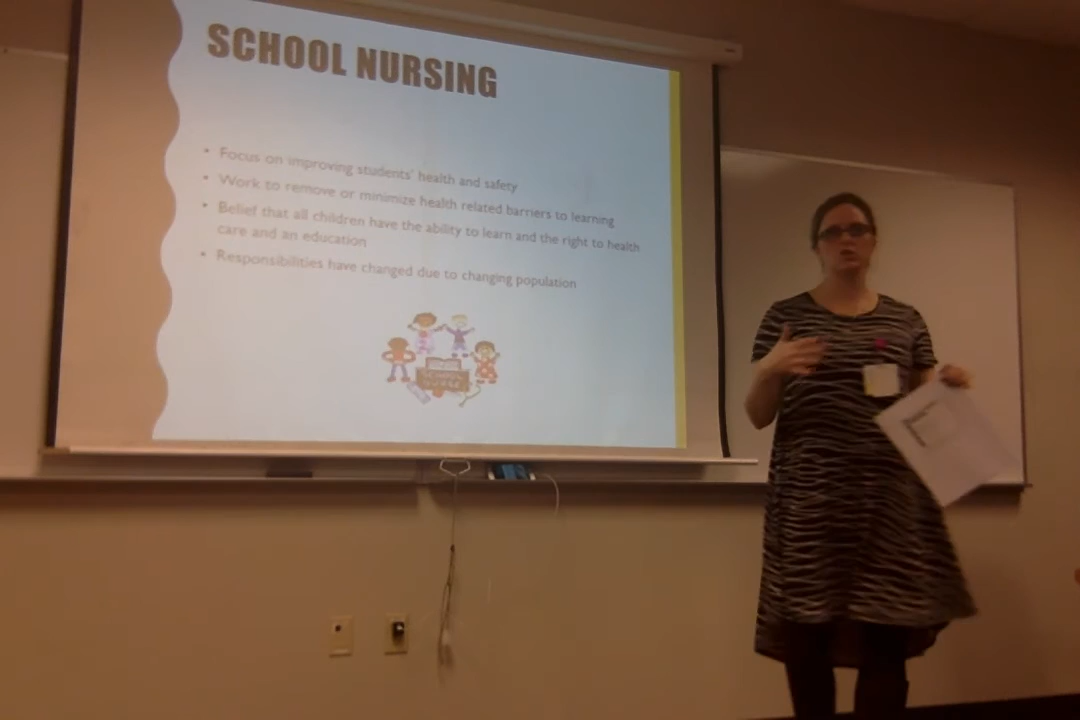 SCHOOL NURSING
• Focus on improving students' health and safety
• Work to remove or minimize health related barriers to learning
• Belief that all children have the ability to learn and the right to health
care and an education
• Responsibilities have changed due to changing population
SCHOOL
NURSE